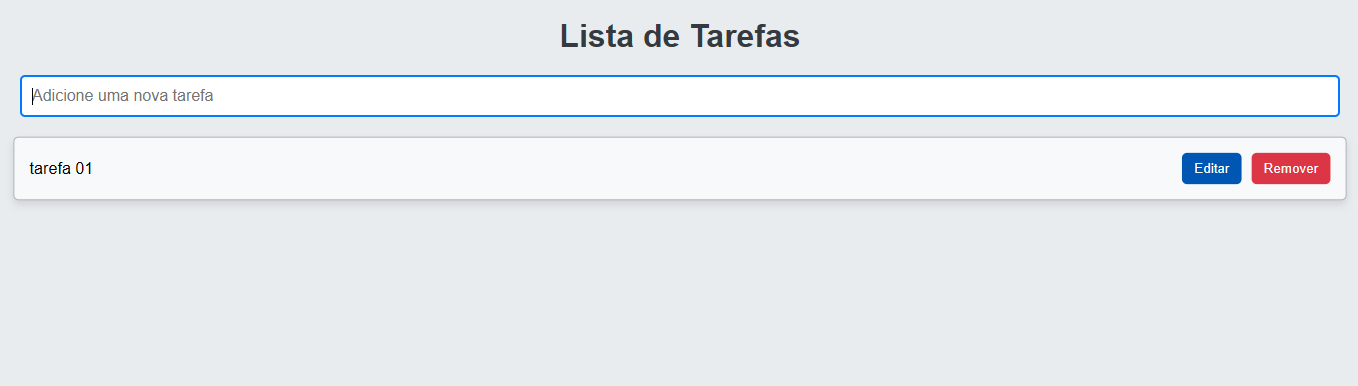 Lista de Tarefas
Adicione uma nova tarefa
tarefa 01
Editar
Remover